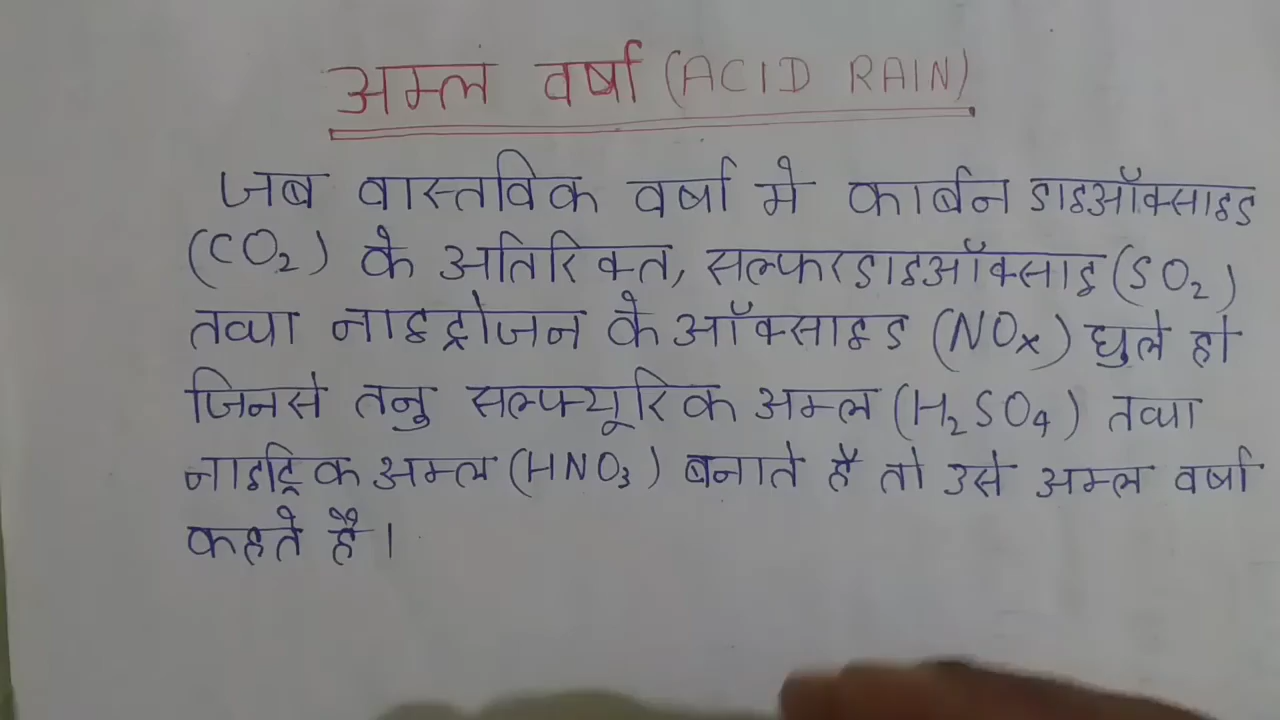 अम्ल वर्षा (ACID RAIN)
जब वास्तविक वर्षा मे कार्बन डाइऑक्साइड
(CO₂) के अतिरिक्त, सल्फरडाइऑक्साइ (SO₂)
तथा नाइट्रोजन के ऑक्साइड (NOx) घुले हो
जिनसे तनु सल्फ्यूरिक अम्ल (H₂SO₄) तथा
नाइट्रिक अम्ल (HNO₃) बनाते है तो उसे अम्ल वर्षा
कहते है।